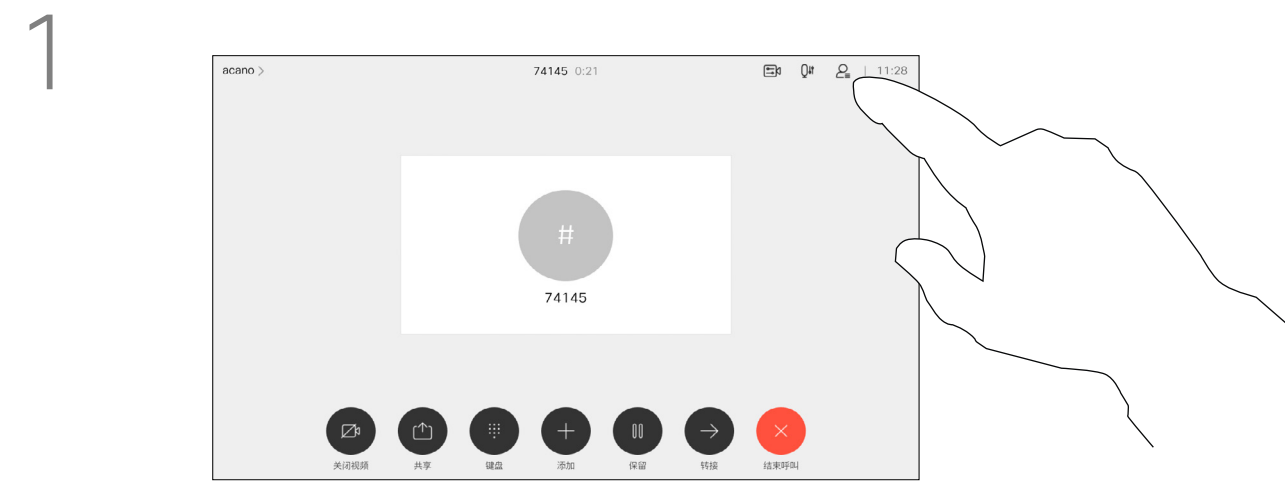 1
acano >
74145 0:21
11:28
#
74145
关闭视频
共享
键盘
添加
保留
转接
结束呼叫